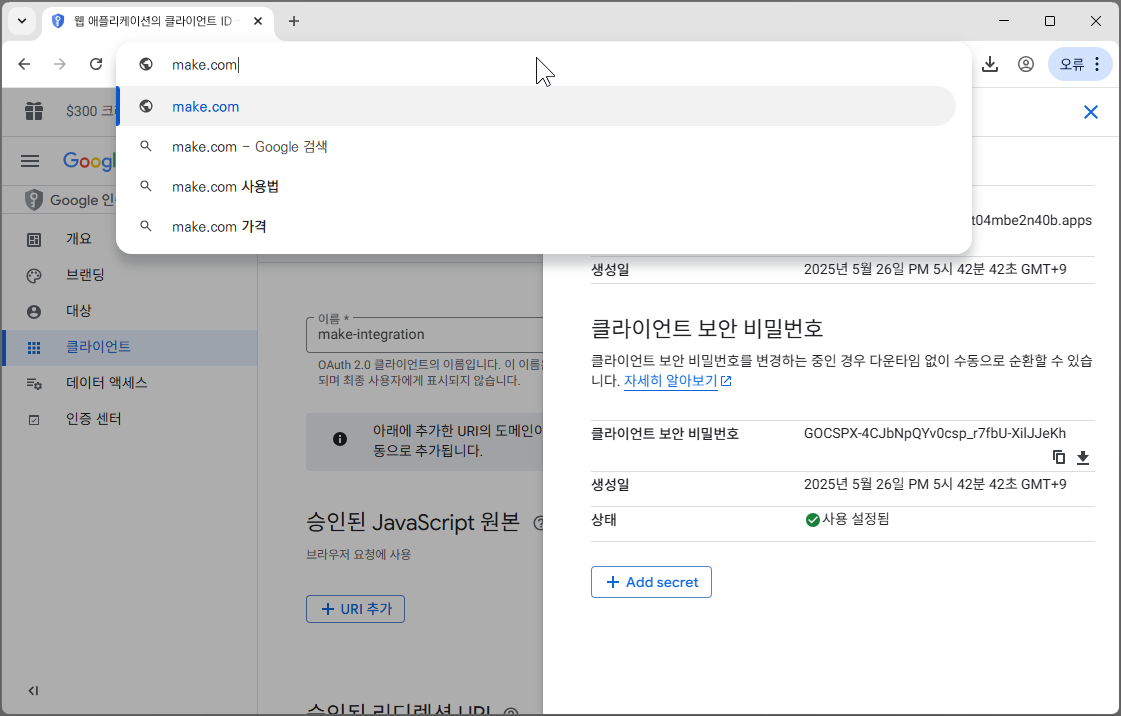 웹 애플리케이션의 클라이언트 ID
오류
make.com
make.com
make.com – Google 검색
make.com 사용법
make.com 가격
$300
Google
Google
개요
브랜딩
대상
클라이언트
데이터 액세스
인증 센터
이름 *
make-integration
OAuth 2.0 클라이언트의 이름입니다. 이 이름은
되며 최종 사용자에게 표시되지 않습니다.
아래에 추가한 URI의 도메인이
동으로 추가됩니다.
승인된 JavaScript 원본
브라우저 요청에 사용
URI 추가
승인된 리디렉션 URI
t04mbe2n40b.apps
생성일 2025년 5월 26일 PM 5시 42분 42초 GMT+9
클라이언트 보안 비밀번호
클라이언트 보안 비밀번호를 변경하는 중인 경우 다운타임 없이 수동으로 순환할 수 있습
니다. 자세히 알아보기
클라이언트 보안 비밀번호 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
생성일 2025년 5월 26일 PM 5시 42분 42초 GMT+9
상태 사용 설정됨
Add secret